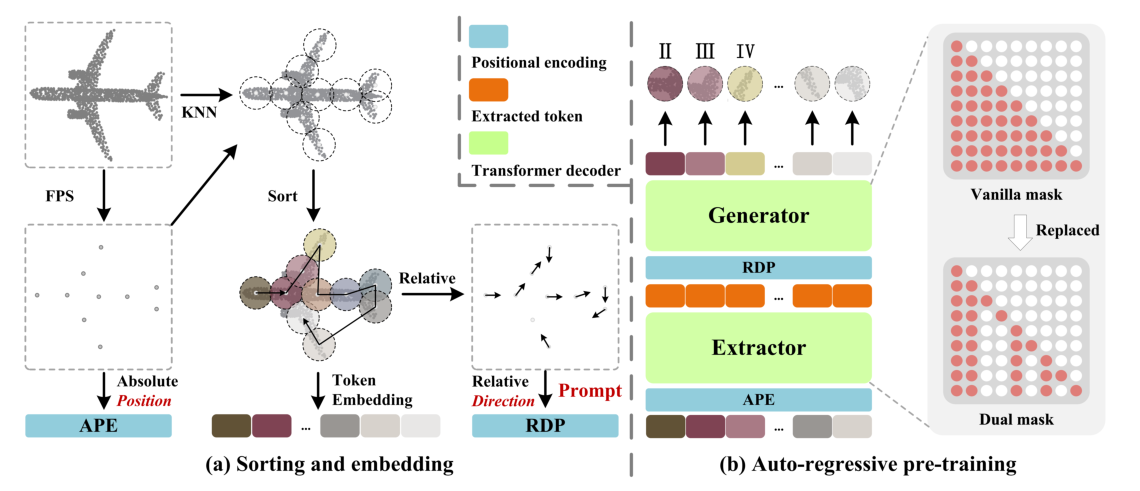 KNN
FPS
Sort
Relative
Absolute
Position
Token
Embedding
Relative
Direction
Prompt
APE
...
RDP
(a) Sorting and embedding
Positional encoding
Extracted token
Transformer decoder
II
III
IV
...
...
Generator
RDP
...
Extractor
APE
...
(b) Auto-regressive pre-training
Vanilla mask
Replaced
Dual mask